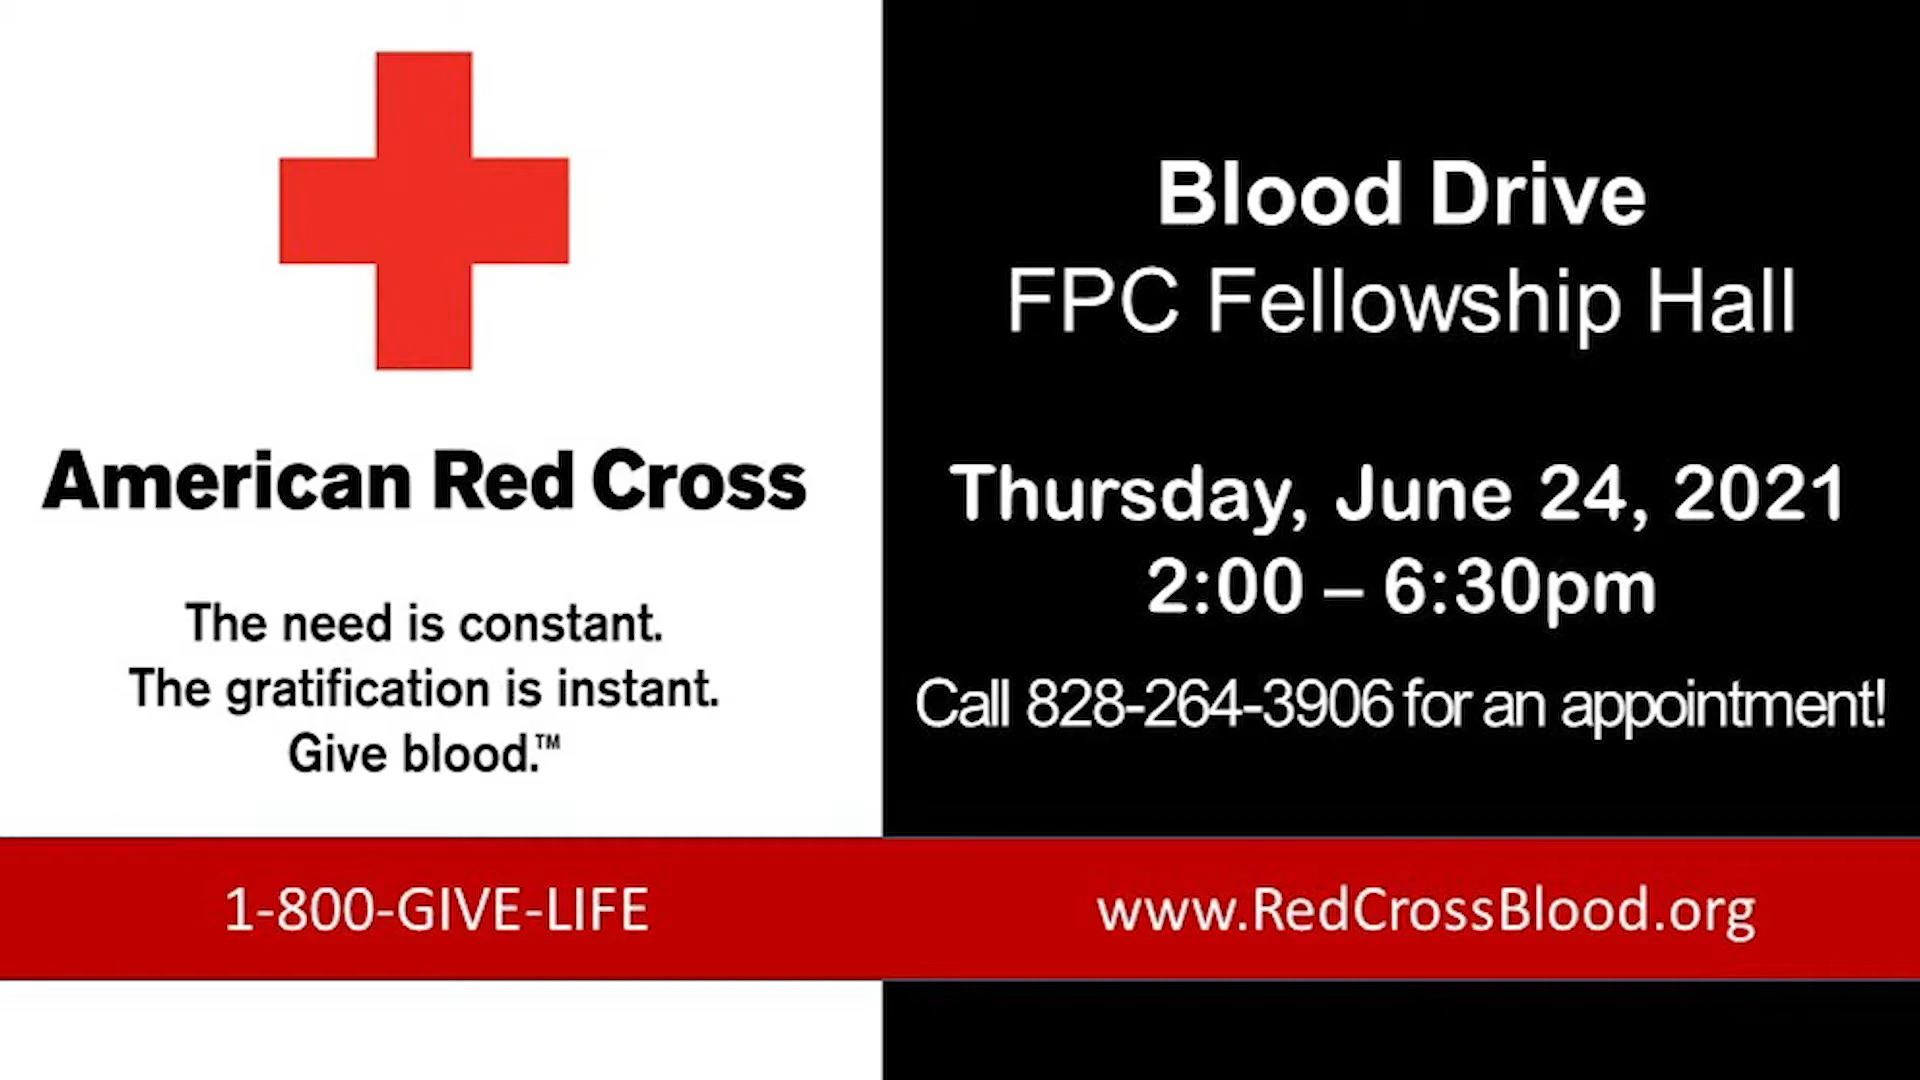 American Red Cross
The need is constant.
The gratification is instant.
Give blood.™
Blood Drive
FPC Fellowship Hall
Thursday, June 24, 2021
2:00 – 6:30pm
Call 828-264-3906 for an appointment!
1-800-GIVE-LIFE
www.RedCrossBlood.org